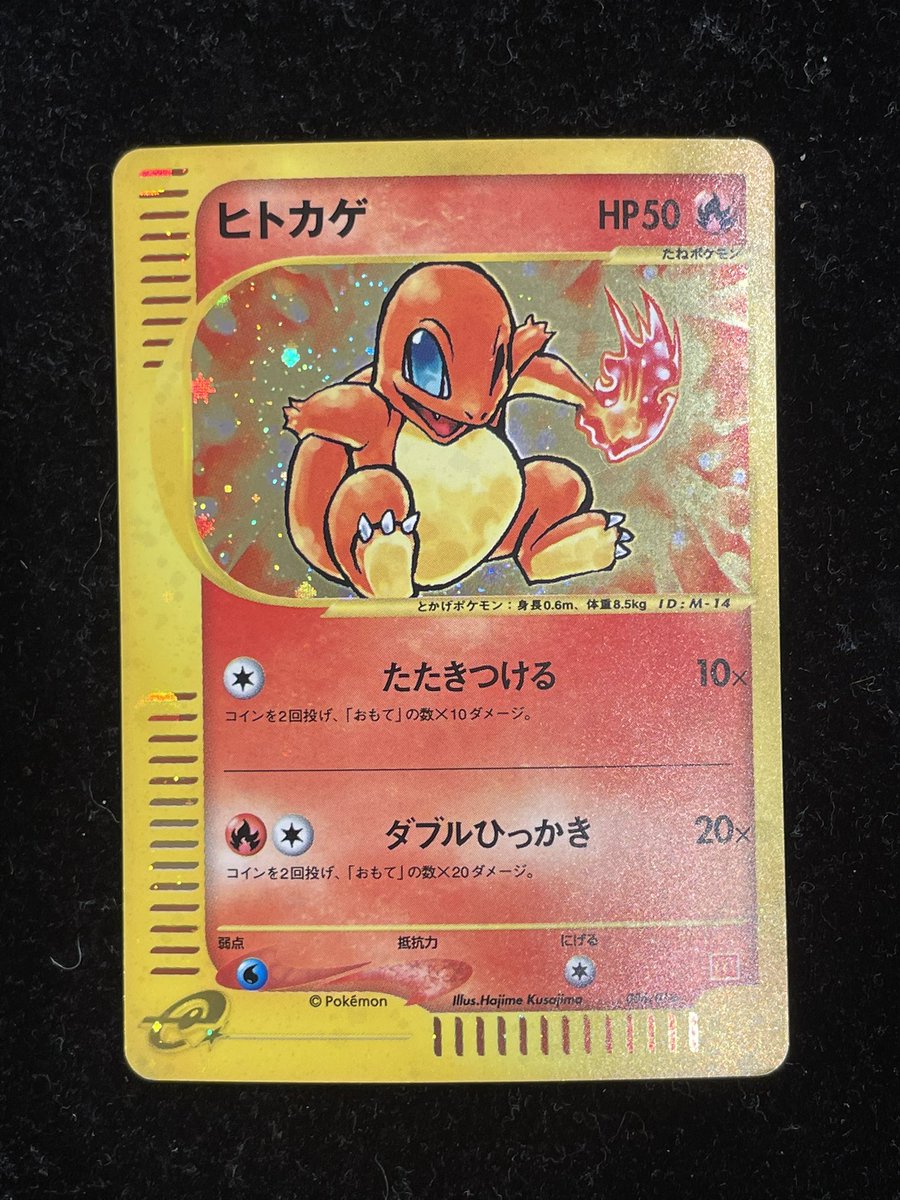 ヒトカゲ HP50
たねポケモン
とかげポケモン：身長0.6m、体重8.5kg ID:M-14
たたきつける 10×
コインを2回投げ、「おもて」の数×10ダメージ。
ダブルひっかき 20×
コインを2回投げ、「おもて」の数×20ダメージ。
弱点 抵抗力 にげる
© Pokémon Illus.Hajime Kusajima
e